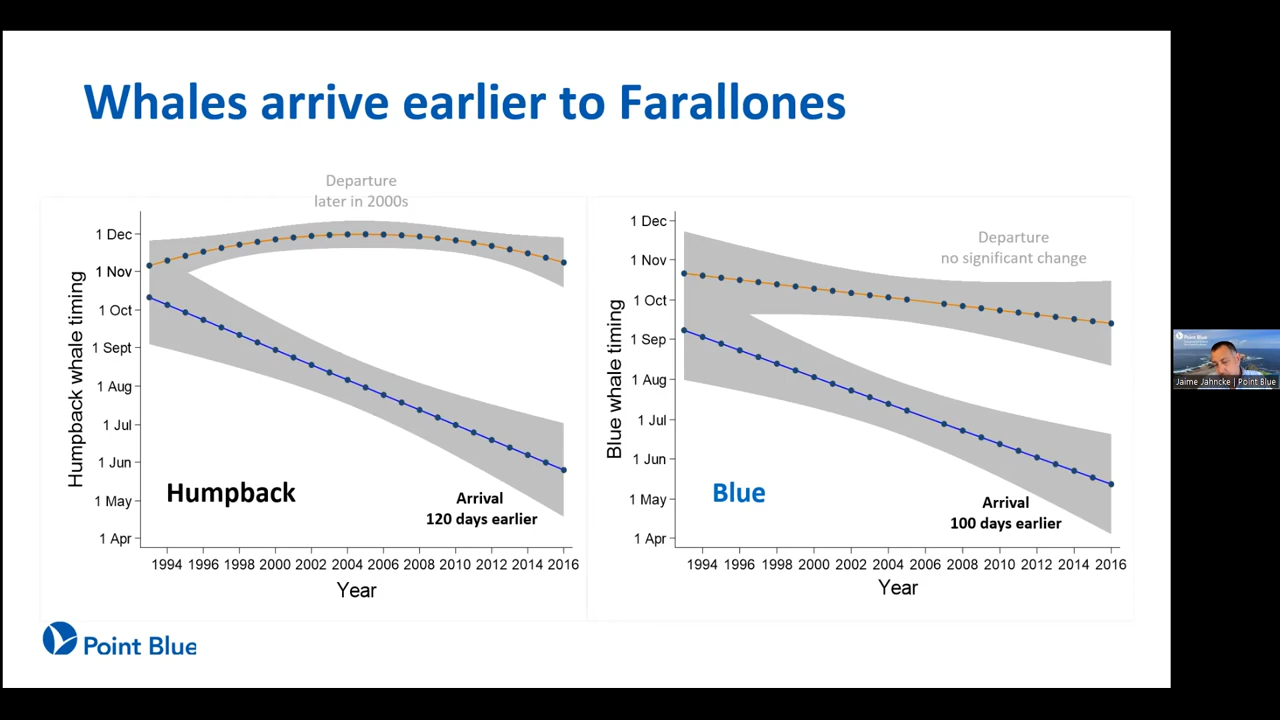 Whales arrive earlier to Farallones
Departure
later in 2000s
1 Dec
1 Nov
1 Oct
1 Sept
1 Aug
1 Jul
1 Jun
1 May
1 Apr
Humpback whale timing
Humpback
Arrival
120 days earlier
1994 1996 1998 2000 2002 2004 2006 2008 2010 2012 2014 2016
Year
Departure
no significant change
1 Dec
1 Nov
1 Oct
1 Sep
1 Aug
1 Jul
1 Jun
1 May
1 Apr
Blue whale timing
Blue
Arrival
100 days earlier
1994 1996 1998 2000 2002 2004 2006 2008 2010 2012 2014 2016
Year
Point Blue
Point Blue
Jaime Jahncke | Point Blue